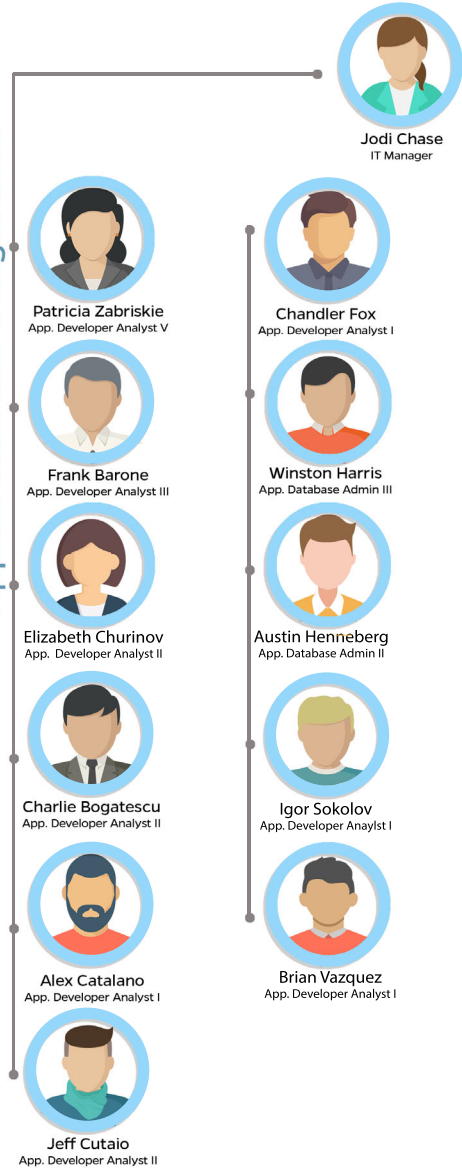 Jodi Chase
IT Manager
Patricia Zabriskie
App. Developer Analyst V
Frank Barone
App. Developer Analyst III
Elizabeth Churinov
App. Developer Analyst II
Charlie Bogatescu
App. Developer Analyst II
Alex Catalano
App. Developer Analyst I
Jeff Cutaio
App. Developer Analyst II
Chandler Fox
App. Developer Analyst I
Winston Harris
App. Database Admin III
Austin Henneberg
App. Database Admin II
Igor Sokolov
App. Developer Anaylst I
Brian Vazquez
App. Developer Analyst I